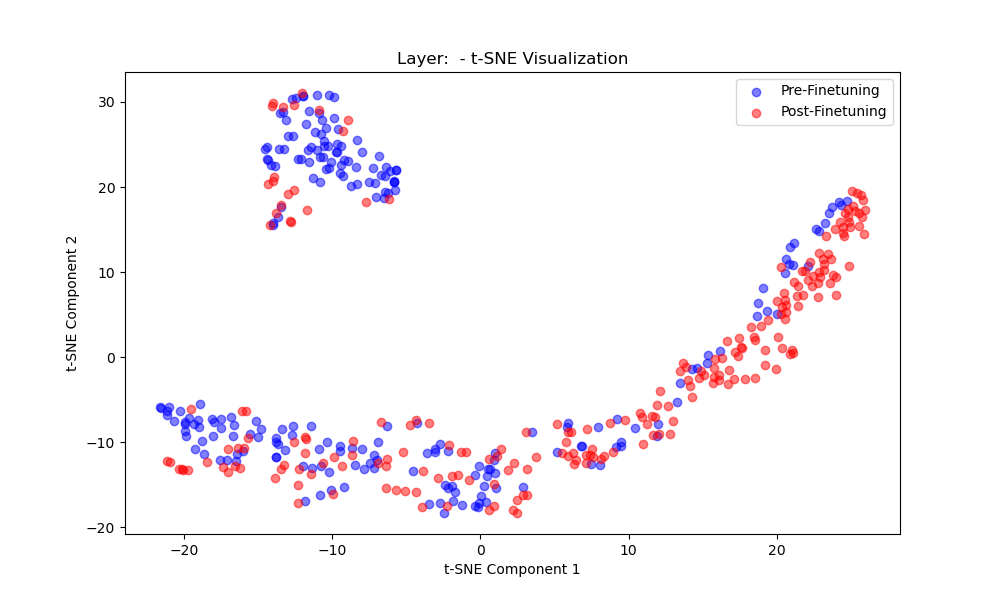 Layer:  - t-SNE Visualization
Pre-Finetuning
Post-Finetuning
30
20
10
0
−10
−20
t-SNE Component 2
−20
−10
0
10
20
t-SNE Component 1